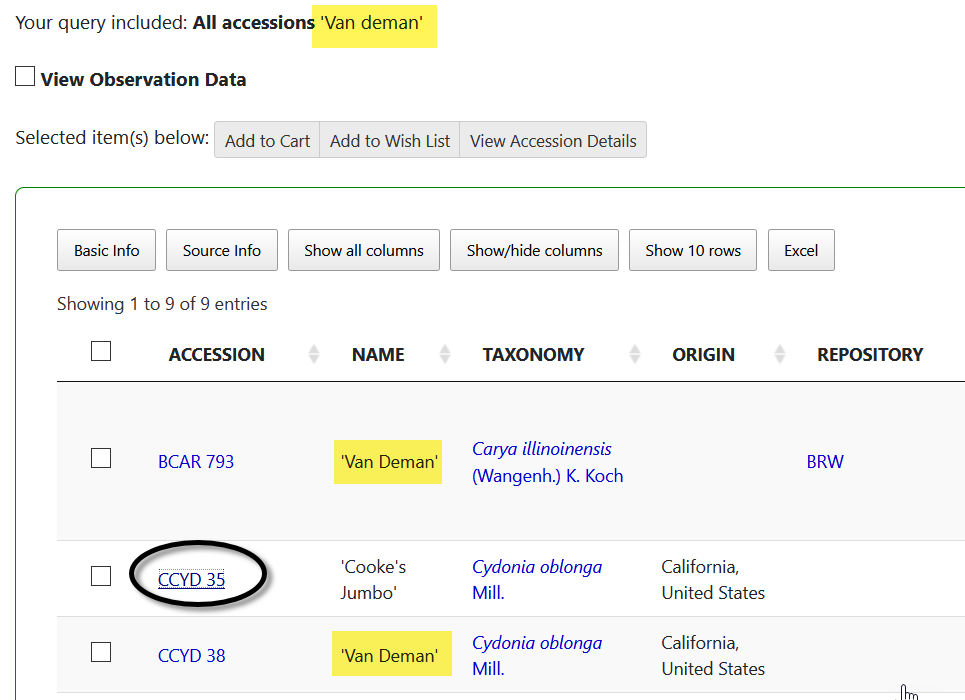 Your query included: All accessions 'Van deman'
View Observation Data
Selected item(s) below: Add to Cart Add to Wish List View Accession Details
Basic Info Source Info Show all columns Show/hide columns Show 10 rows Excel
Showing 1 to 9 of 9 entries
ACCESSION NAME TAXONOMY ORIGIN REPOSITORY
BCAR 793 'Van Deman' Carya illinoinensis
(Wangenh.) K. Koch BRW
CCYD 35 'Cooke's Cydonia oblonga California,
Jumbo' Mill. United States
CCYD 38 'Van Deman' Cydonia oblonga California,
Mill. United States